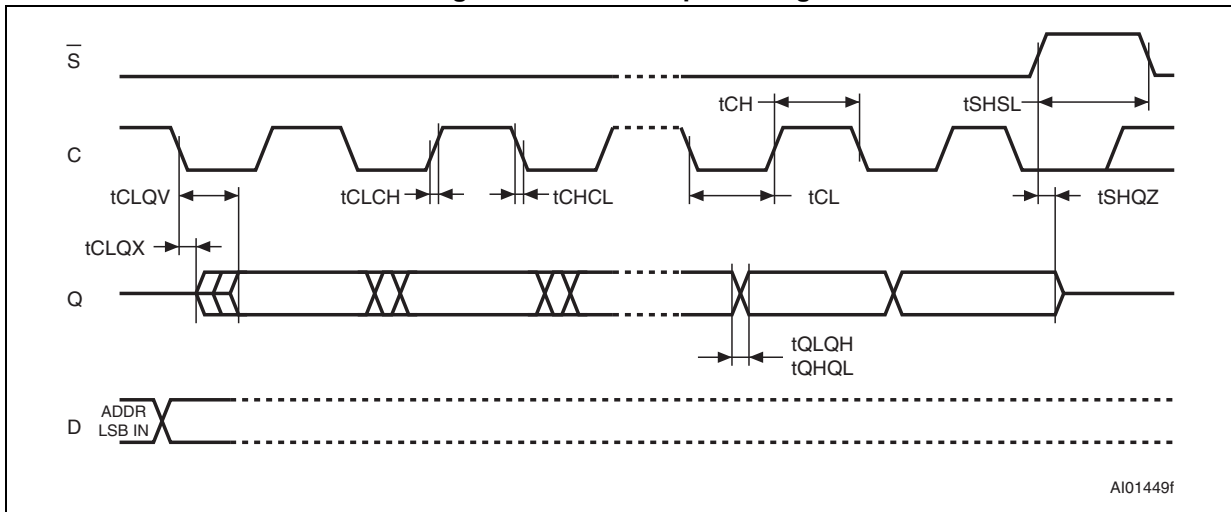 S
tCH
tSHSL
C
tCLQV
tCLCH
tCHCL
tCL
tSHQZ
tCLQX
Q
tQLQH
tQHQL
ADDR
D
LSB IN
AI01449f